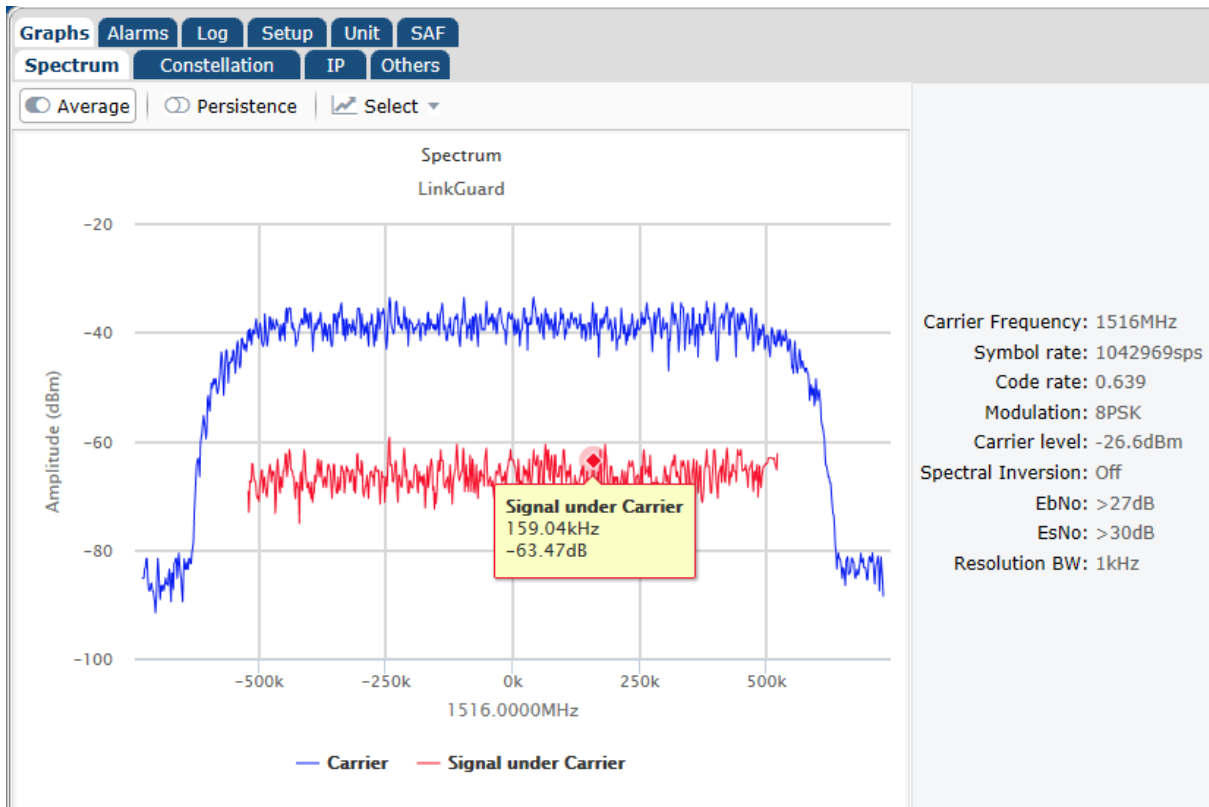 Graphs Alarms Log Setup Unit SAF
Spectrum Constellation IP Others
Average Persistence Select
Spectrum
LinkGuard
Amplitude (dBm)
-20
-40
-60
-80
-100
Signal under Carrier
159.04kHz
-63.47dB
-500k -250k 0k 250k 500k
1516.0000MHz
Carrier Signal under Carrier
Carrier Frequency: 1516MHz
Symbol rate: 1042969sps
Code rate: 0.639
Modulation: 8PSK
Carrier level: -26.6dBm
Spectral Inversion: Off
EbNo: >27dB
EsNo: >30dB
Resolution BW: 1kHz